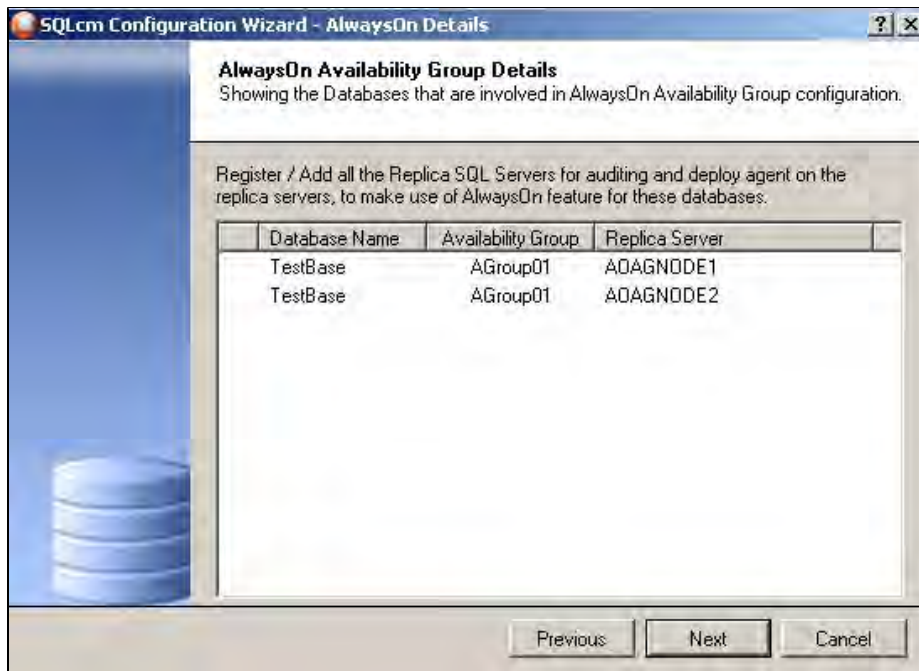 SQLcm Configuration Wizard - AlwaysOn Details
? ×
AlwaysOn Availability Group Details
Showing the Databases that are involved in AlwaysOn Availability Group configuration.
Register / Add all the Replica SQL Servers for auditing and deploy agent on the
replica servers, to make use of AlwaysOn feature for these databases.
Database Name Availability Group Replica Server
TestBase AGroup01 AOAGNODE1
TestBase AGroup01 AOAGNODE2
Previous Next Cancel